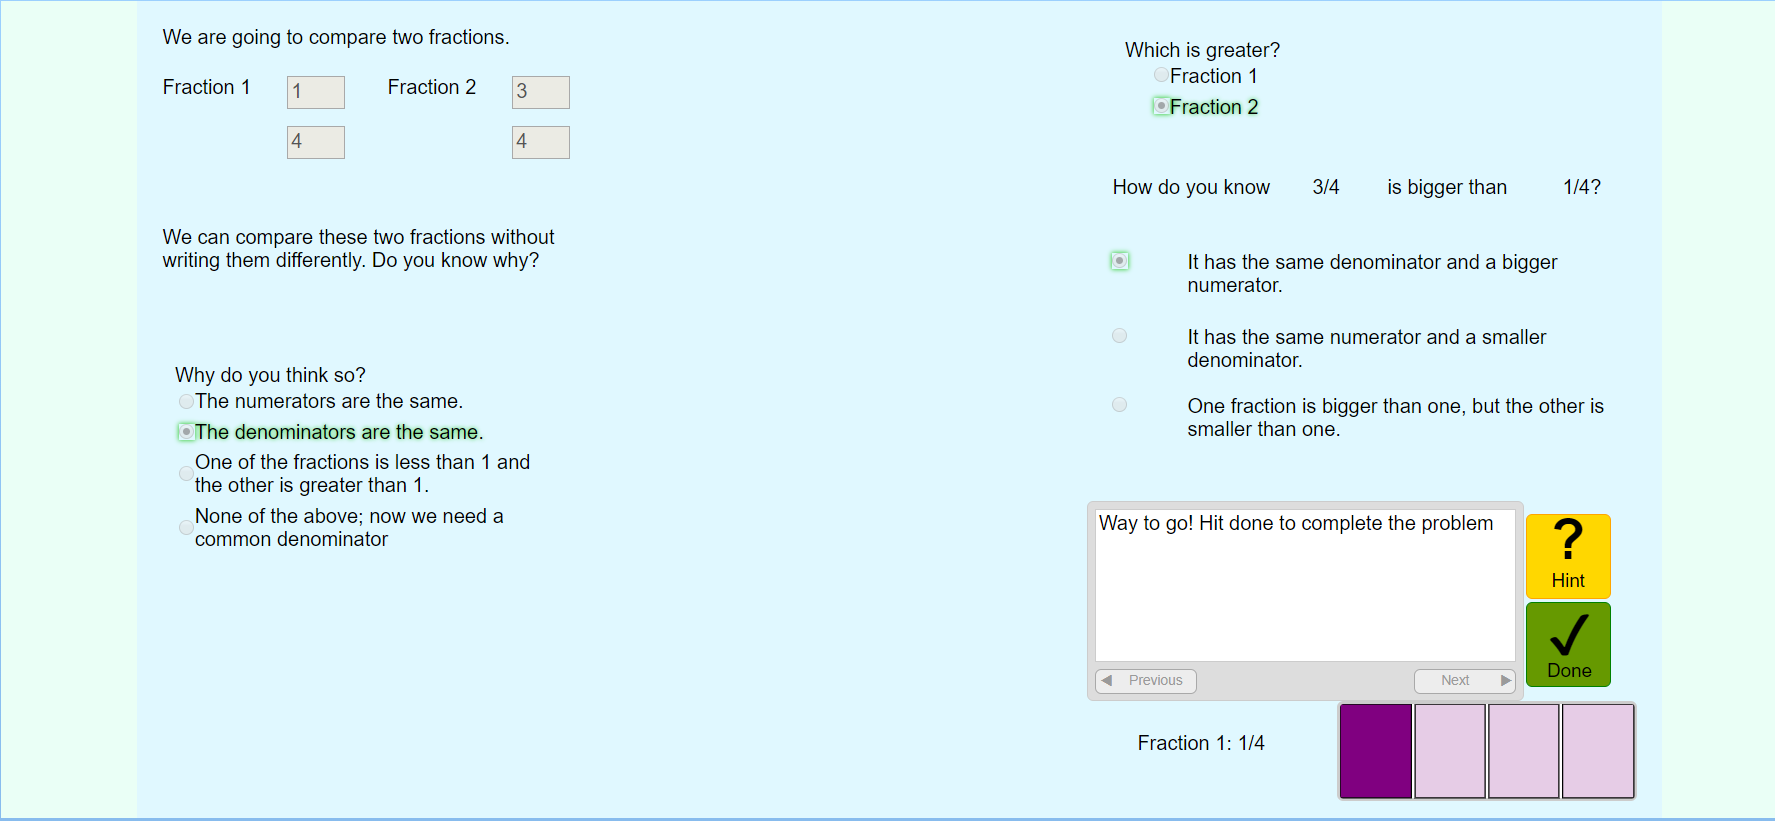 We are going to compare two fractions.
Fraction 1
1
4
Fraction 2
3
4
We can compare these two fractions without
writing them differently. Do you know why?
Why do you think so?
The numerators are the same.
The denominators are the same.
One of the fractions is less than 1 and
the other is greater than 1.
None of the above; now we need a
common denominator
Which is greater?
Fraction 1
Fraction 2
How do you know 3/4 is bigger than 1/4?
It has the same denominator and a bigger
numerator.
It has the same numerator and a smaller
denominator.
One fraction is bigger than one, but the other is
smaller than one.
Way to go! Hit done to complete the problem
Previous
Next
?
Hint
Done
Fraction 1: 1/4